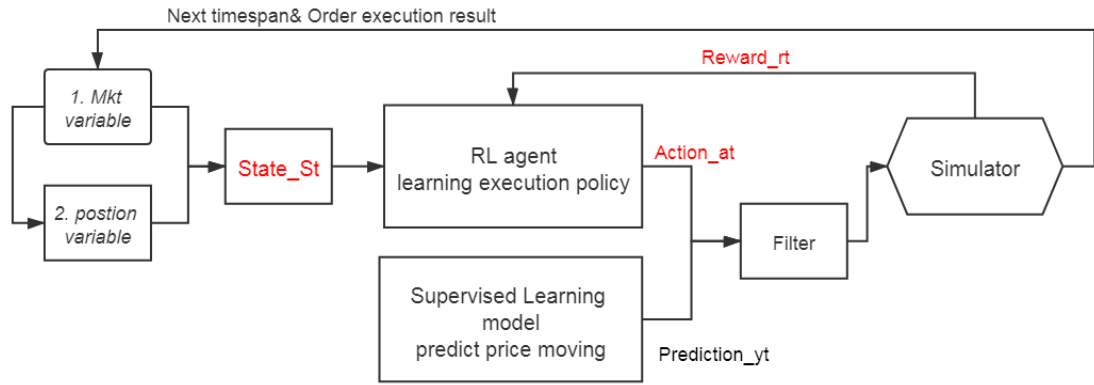 Next timespan& Order execution result
Reward_rt
1. Mkt
variable
State_St
RL agent
learning execution policy
Action_at
Simulator
2. postion
variable
Filter
Supervised Learning
model
predict price moving
Prediction_yt